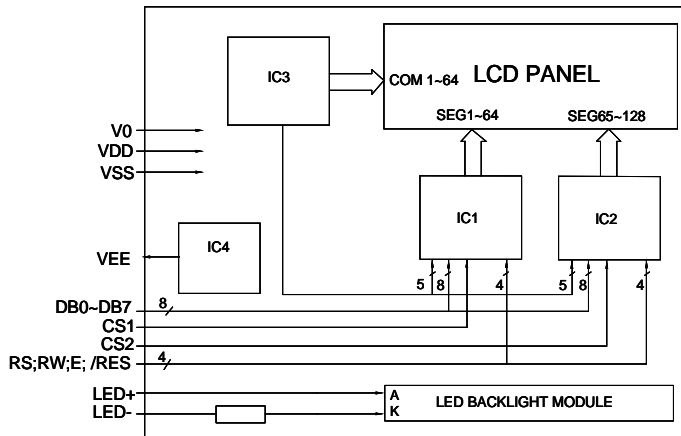 IC3
LCD PANEL
COM 1~64
SEG1~64
SEG65~128
V0
VDD
VSS
IC1
IC2
IC4
VEE
5
8
4
5
8
4
DB0~DB7
8
CS1
CS2
RS;RW;E; /RES
4
LED+
A
LED BACKLIGHT MODULE
LED-
K